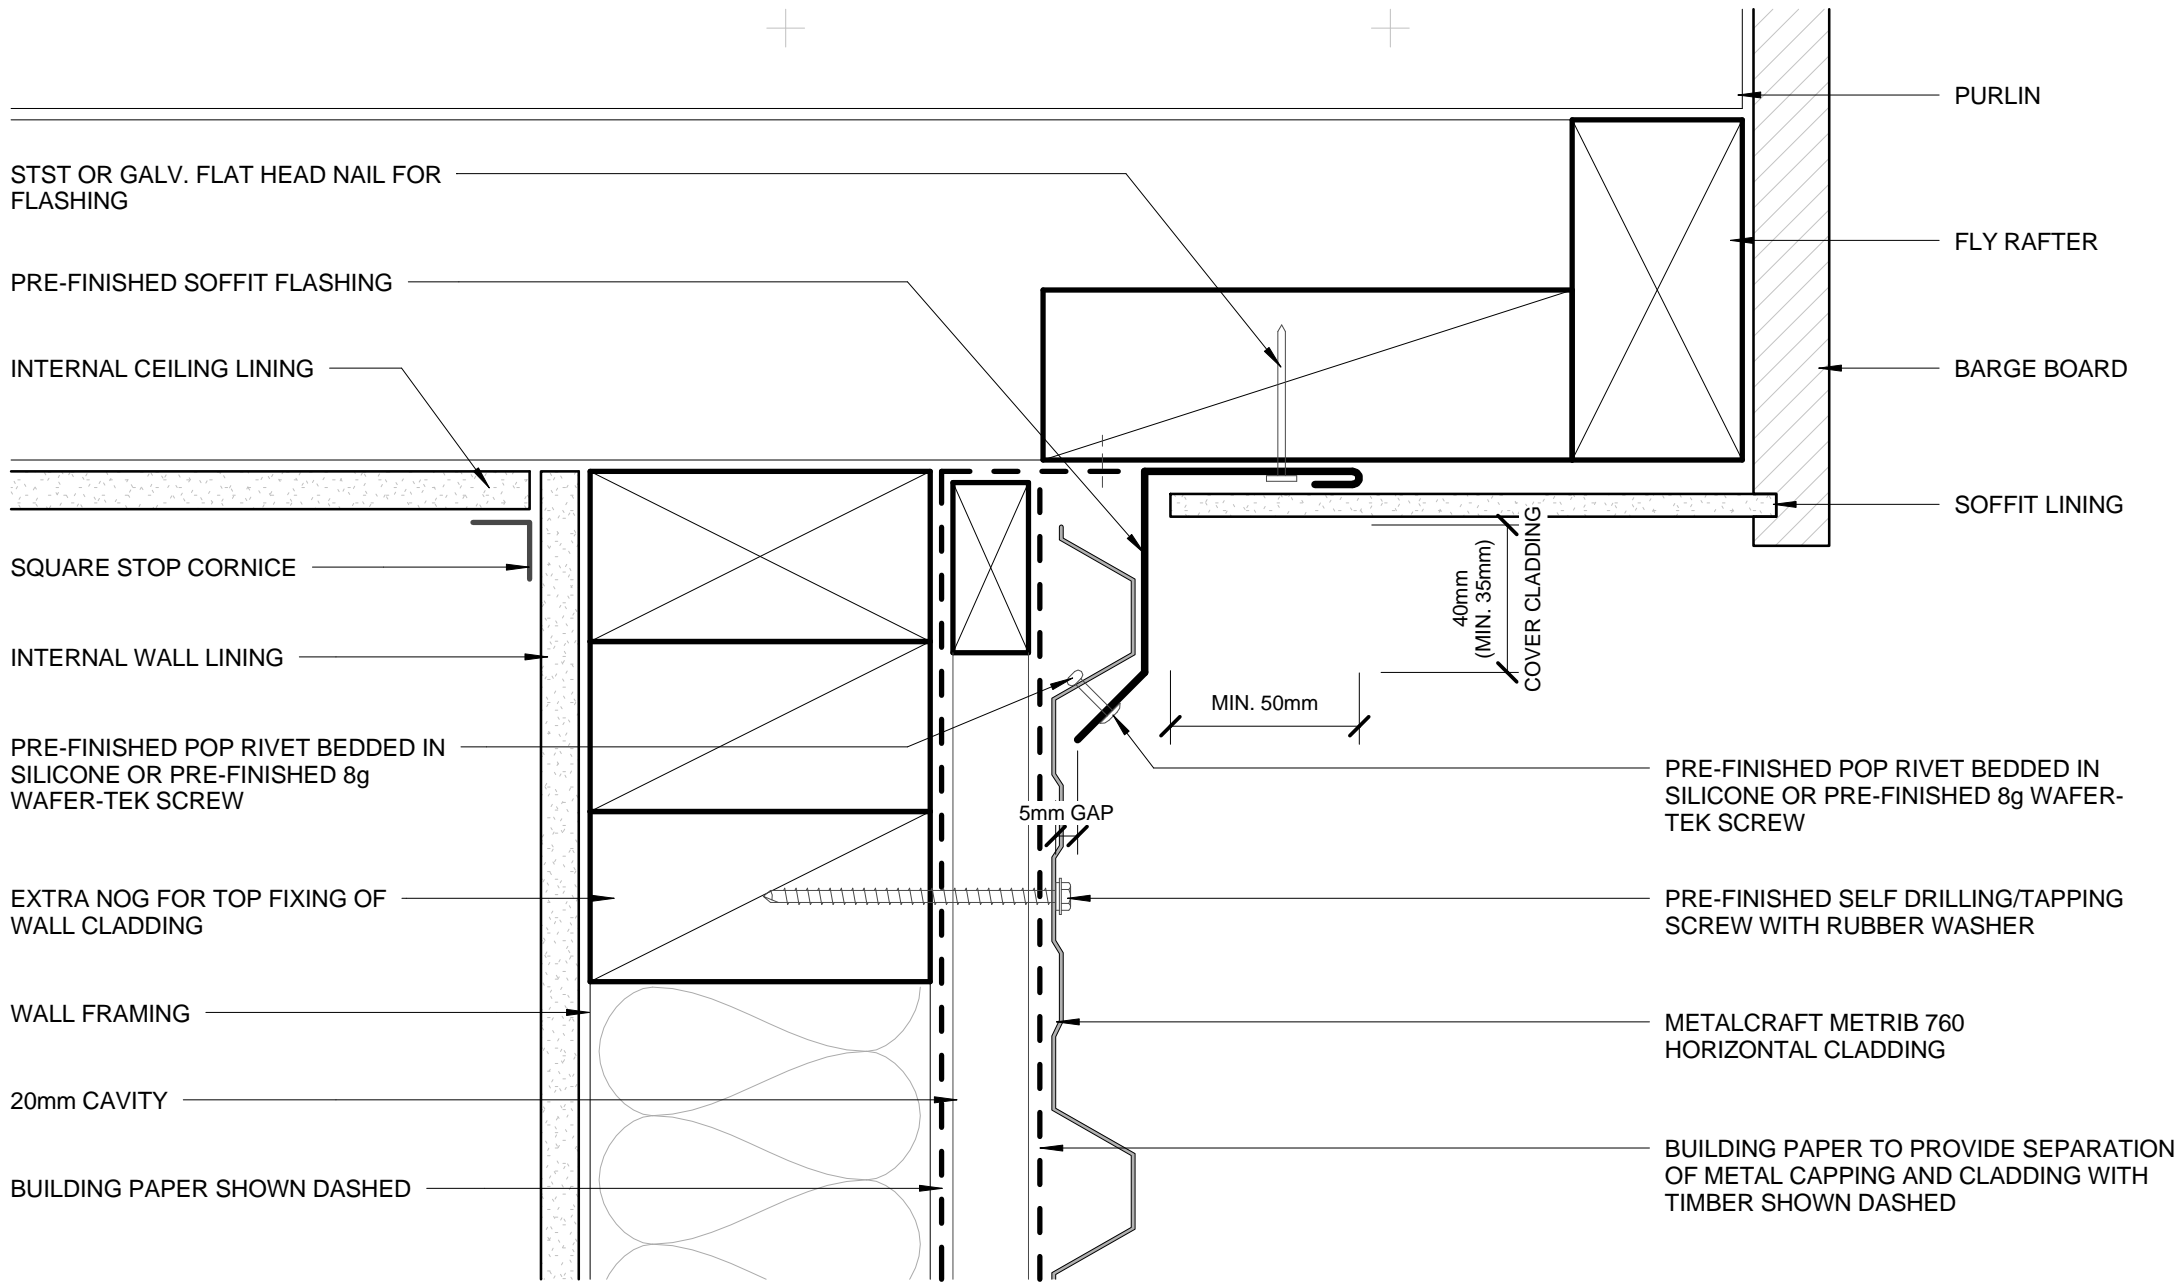 STST OR GALV. FLAT HEAD NAIL FOR
FLASHING
PRE-FINISHED SOFFIT FLASHING
INTERNAL CEILING LINING
SQUARE STOP CORNICE
INTERNAL WALL LINING
PRE-FINISHED POP RIVET BEDDED IN
SILICONE OR PRE-FINISHED 8g
WAFER-TEK SCREW
EXTRA NOG FOR TOP FIXING OF
WALL CLADDING
WALL FRAMING
20mm CAVITY
BUILDING PAPER SHOWN DASHED
40mm
(MIN. 35mm)
COVER CLADDING
MIN. 50mm
5mm GAP
PURLIN
FLY RAFTER
BARGE BOARD
SOFFIT LINING
PRE-FINISHED POP RIVET BEDDED IN
SILICONE OR PRE-FINISHED 8g WAFER-
TEK SCREW
PRE-FINISHED SELF DRILLING/TAPPING
SCREW WITH RUBBER WASHER
METALCRAFT METRIB 760
HORIZONTAL CLADDING
BUILDING PAPER TO PROVIDE SEPARATION
OF METAL CAPPING AND CLADDING WITH
TIMBER SHOWN DASHED